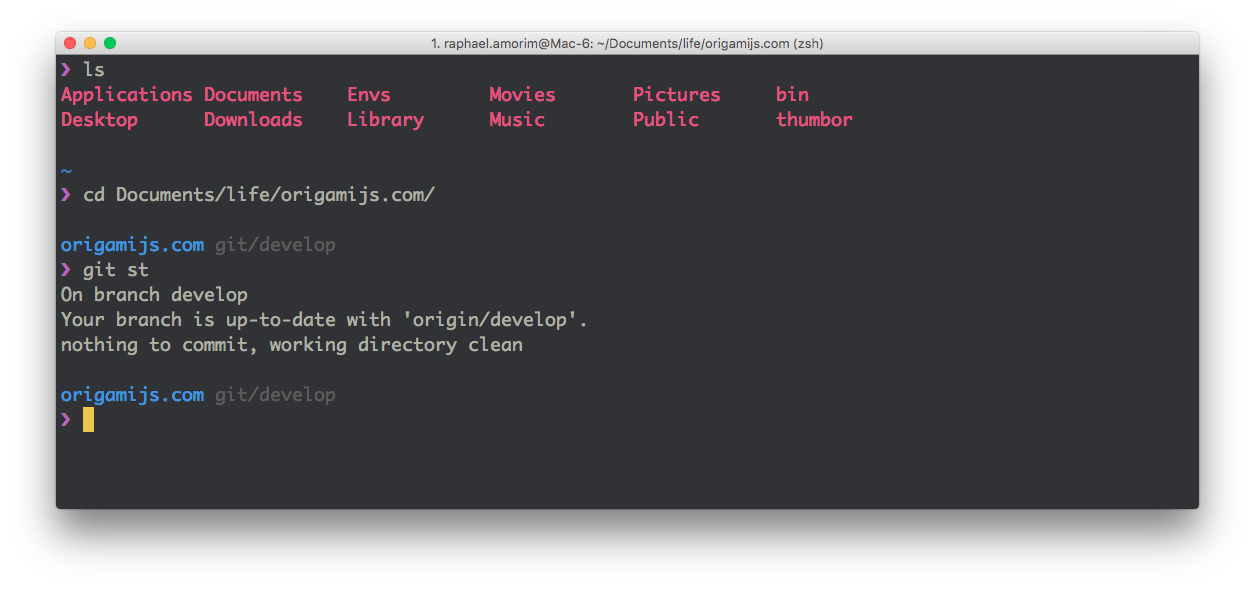 1. raphael.amorim@Mac-6: ~/Documents/life/origamijs.com (zsh)
❯ ls
Applications Documents Envs Movies Pictures bin
Desktop Downloads Library Music Public thumbor
~
❯ cd Documents/life/origamijs.com/
origamijs.com git/develop
❯ git st
On branch develop
Your branch is up-to-date with 'origin/develop'.
nothing to commit, working directory clean
origamijs.com git/develop
❯